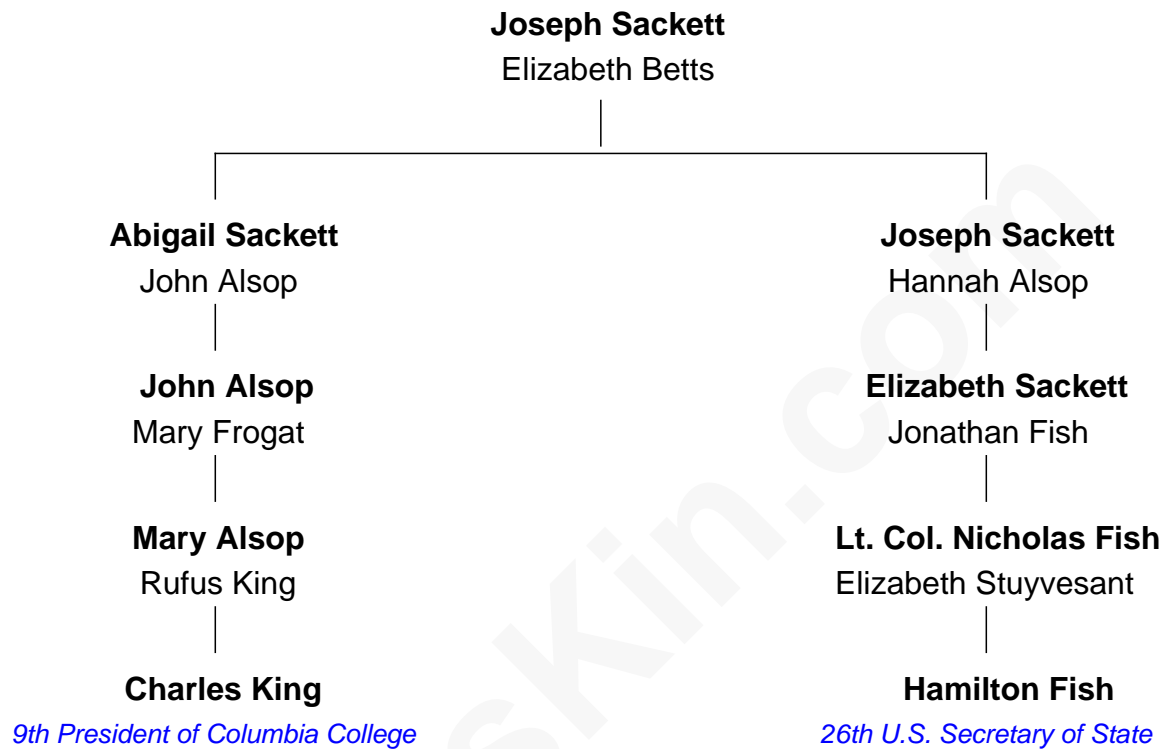 Joseph Sackett
Elizabeth Betts
Abigail Sackett
John Alsop
John Alsop
Mary Frogat
Mary Alsop
Rufus King
Charles King
9th President of Columbia College
Joseph Sackett
Hannah Alsop
Elizabeth Sackett
Jonathan Fish
Lt. Col. Nicholas Fish
Elizabeth Stuyvesant
Hamilton Fish
26th U.S. Secretary of State
sKin.com